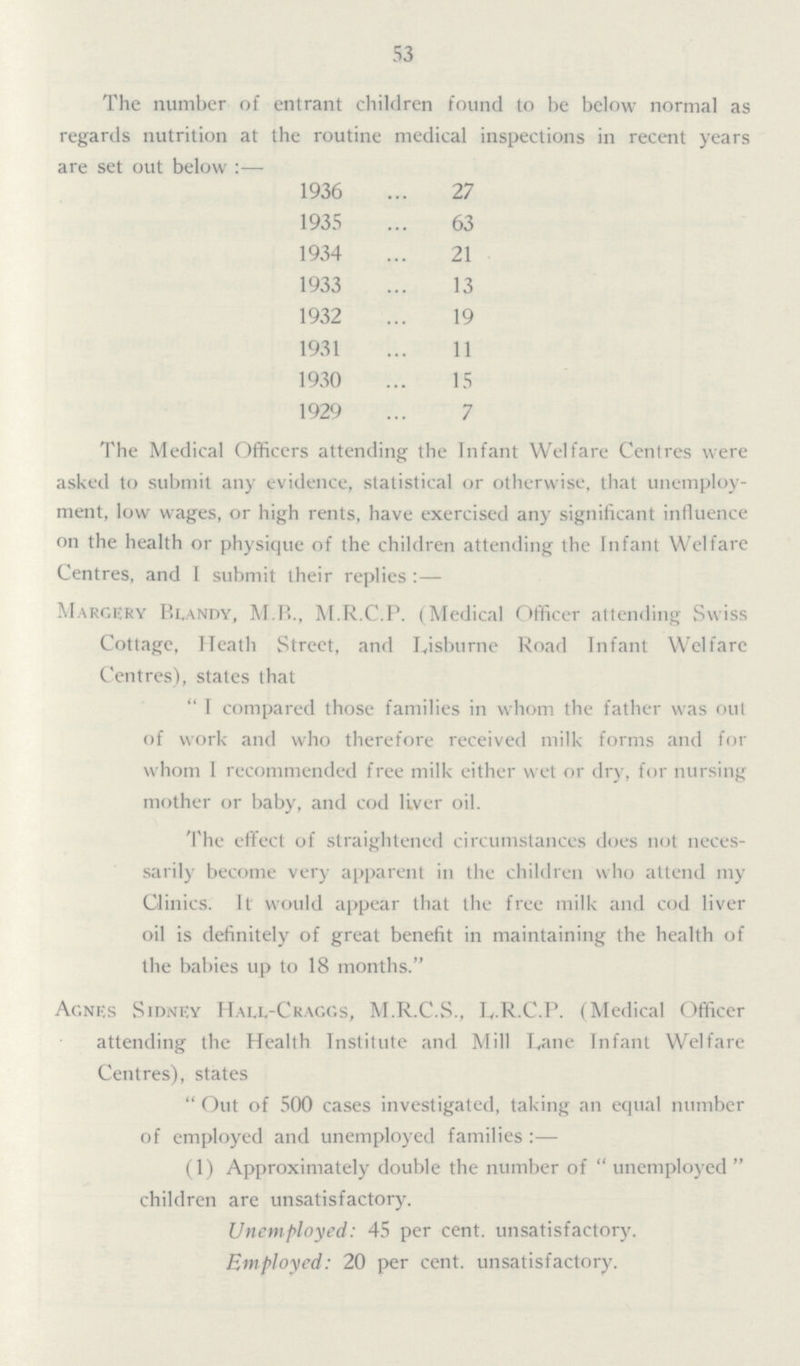 53
The number of entrant children found to be below normal as
regards nutrition at the routine medical inspections in recent years
are set out below :—
1936 ... 27
1935 ... 63
1934 ... 21
1933 ... 13
1932 ... 19
1931 ... 11
1930 ... 15
1929 ... 7
The Medical Officers attending the Infant Welfare Centres were
asked to submit any evidence, statistical or otherwise, that unemploy-
ment, low wages, or high rents, have exercised any significant influence
on the health or physique of the children attending the Infant Welfare
Centres, and I submit their replies :—
MARGERY BLANDY, M.B., M.R.C.P. (Medical Officer attending Swiss
Cottage, Heath Street, and Lisburne Road Infant Welfare
Centres), states that
" I compared those families in whom the father was out
of work and who therefore received milk forms and for
whom I recommended free milk either wet or dry, for nursing
mother or baby, and cod liver oil.
The effect of straightened circumstances does not neces-
sarily become very apparent in the children who attend my
Clinics. It would appear that the free milk and cod liver
oil is definitely of great benefit in maintaining the health of
the babies up to 18 months."
AGNES SIDNEY HALL-CRAGGS, M.R.C.S., L.R.C.P. (Medical Officer
attending the Health Institute and Mill Lane Infant Welfare
Centres), states
" Out of 500 cases investigated, taking an equal number
of employed and unemployed families :—
(1) Approximately double the number of " unemployed "
children are unsatisfactory.
Unemployed: 45 per cent. unsatisfactory.
Employed: 20 per cent. unsatisfactory.